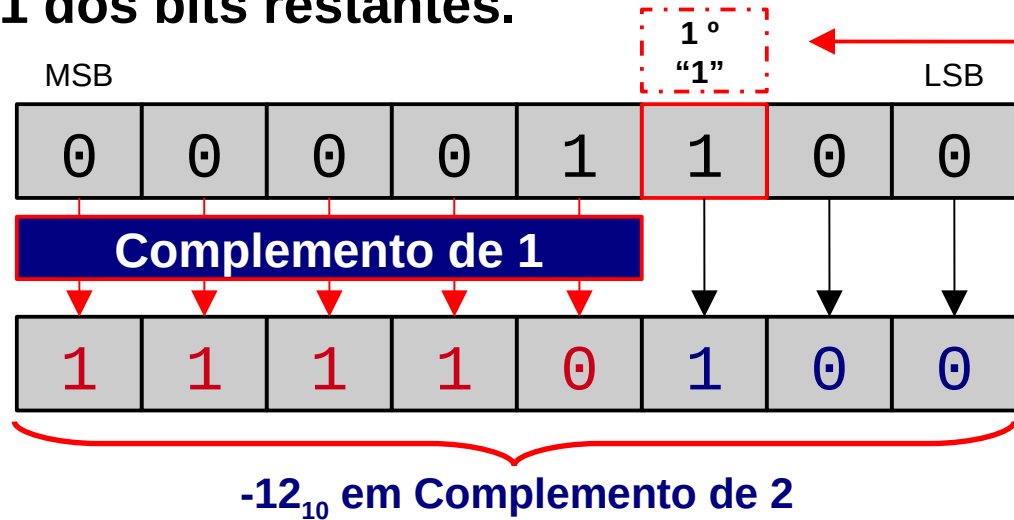 1 dos bits restantes.
1 º
“1”
MSB LSB
0 0 0 0 1 1 0 0
Complemento de 1
1 1 1 1 0 1 0 0
-12₁₀ em Complemento de 2